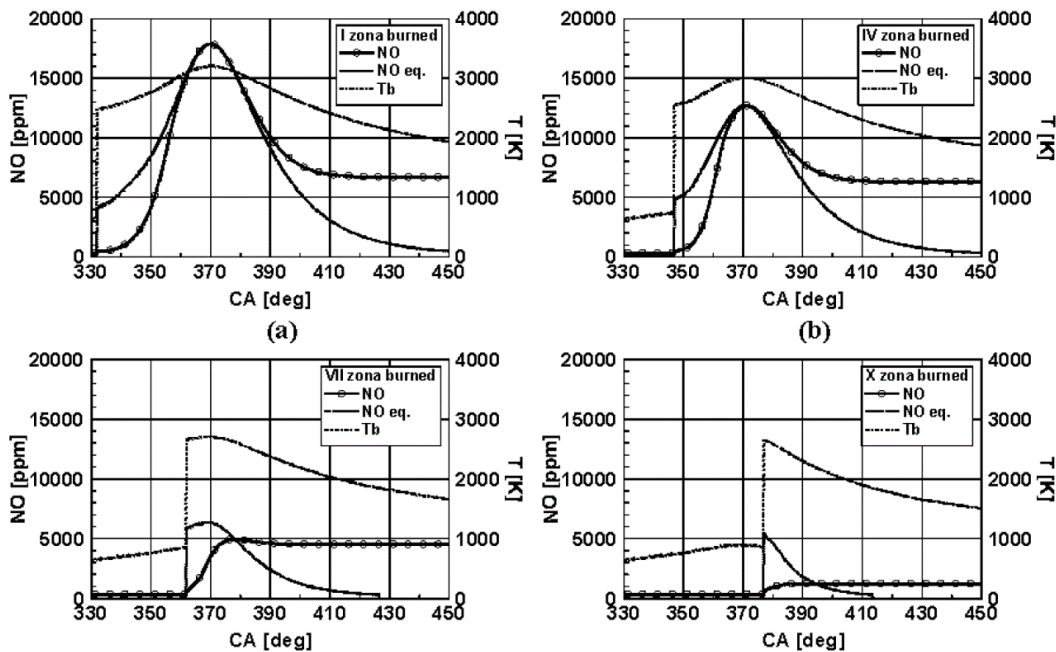 20000
15000
10000
5000
0
NO [ppm]
4000
3000
2000
1000
0
T [K]
I zona burned
NO
NO eq.
Tb
330 350 370 390 410 430 450
CA [deg]
(a)
20000
15000
10000
5000
0
NO [ppm]
4000
3000
2000
1000
0
T [K]
IV zona burned
NO
NO eq.
Tb
330 350 370 390 410 430 450
CA [deg]
(b)
20000
15000
10000
5000
0
NO [ppm]
4000
3000
2000
1000
0
T [K]
VII zona burned
NO
NO eq.
Tb
330 350 370 390 410 430 450
CA [deg]
20000
15000
10000
5000
0
NO [ppm]
4000
3000
2000
1000
0
T [K]
X zona burned
NO
NO eq.
Tb
330 350 370 390 410 430 450
CA [deg]